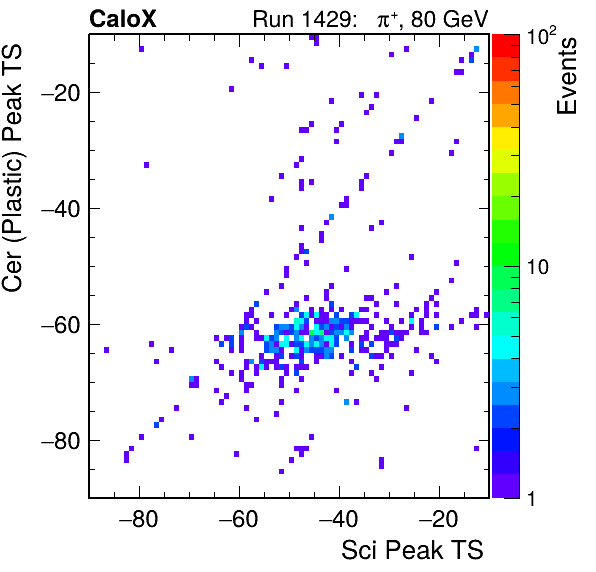 CaloX Run 1429: π⁺, 80 GeV
Cer (Plastic) Peak TS
−20
−40
−60
−80
−80 −60 −40 −20
Sci Peak TS
10²
10
1
Events